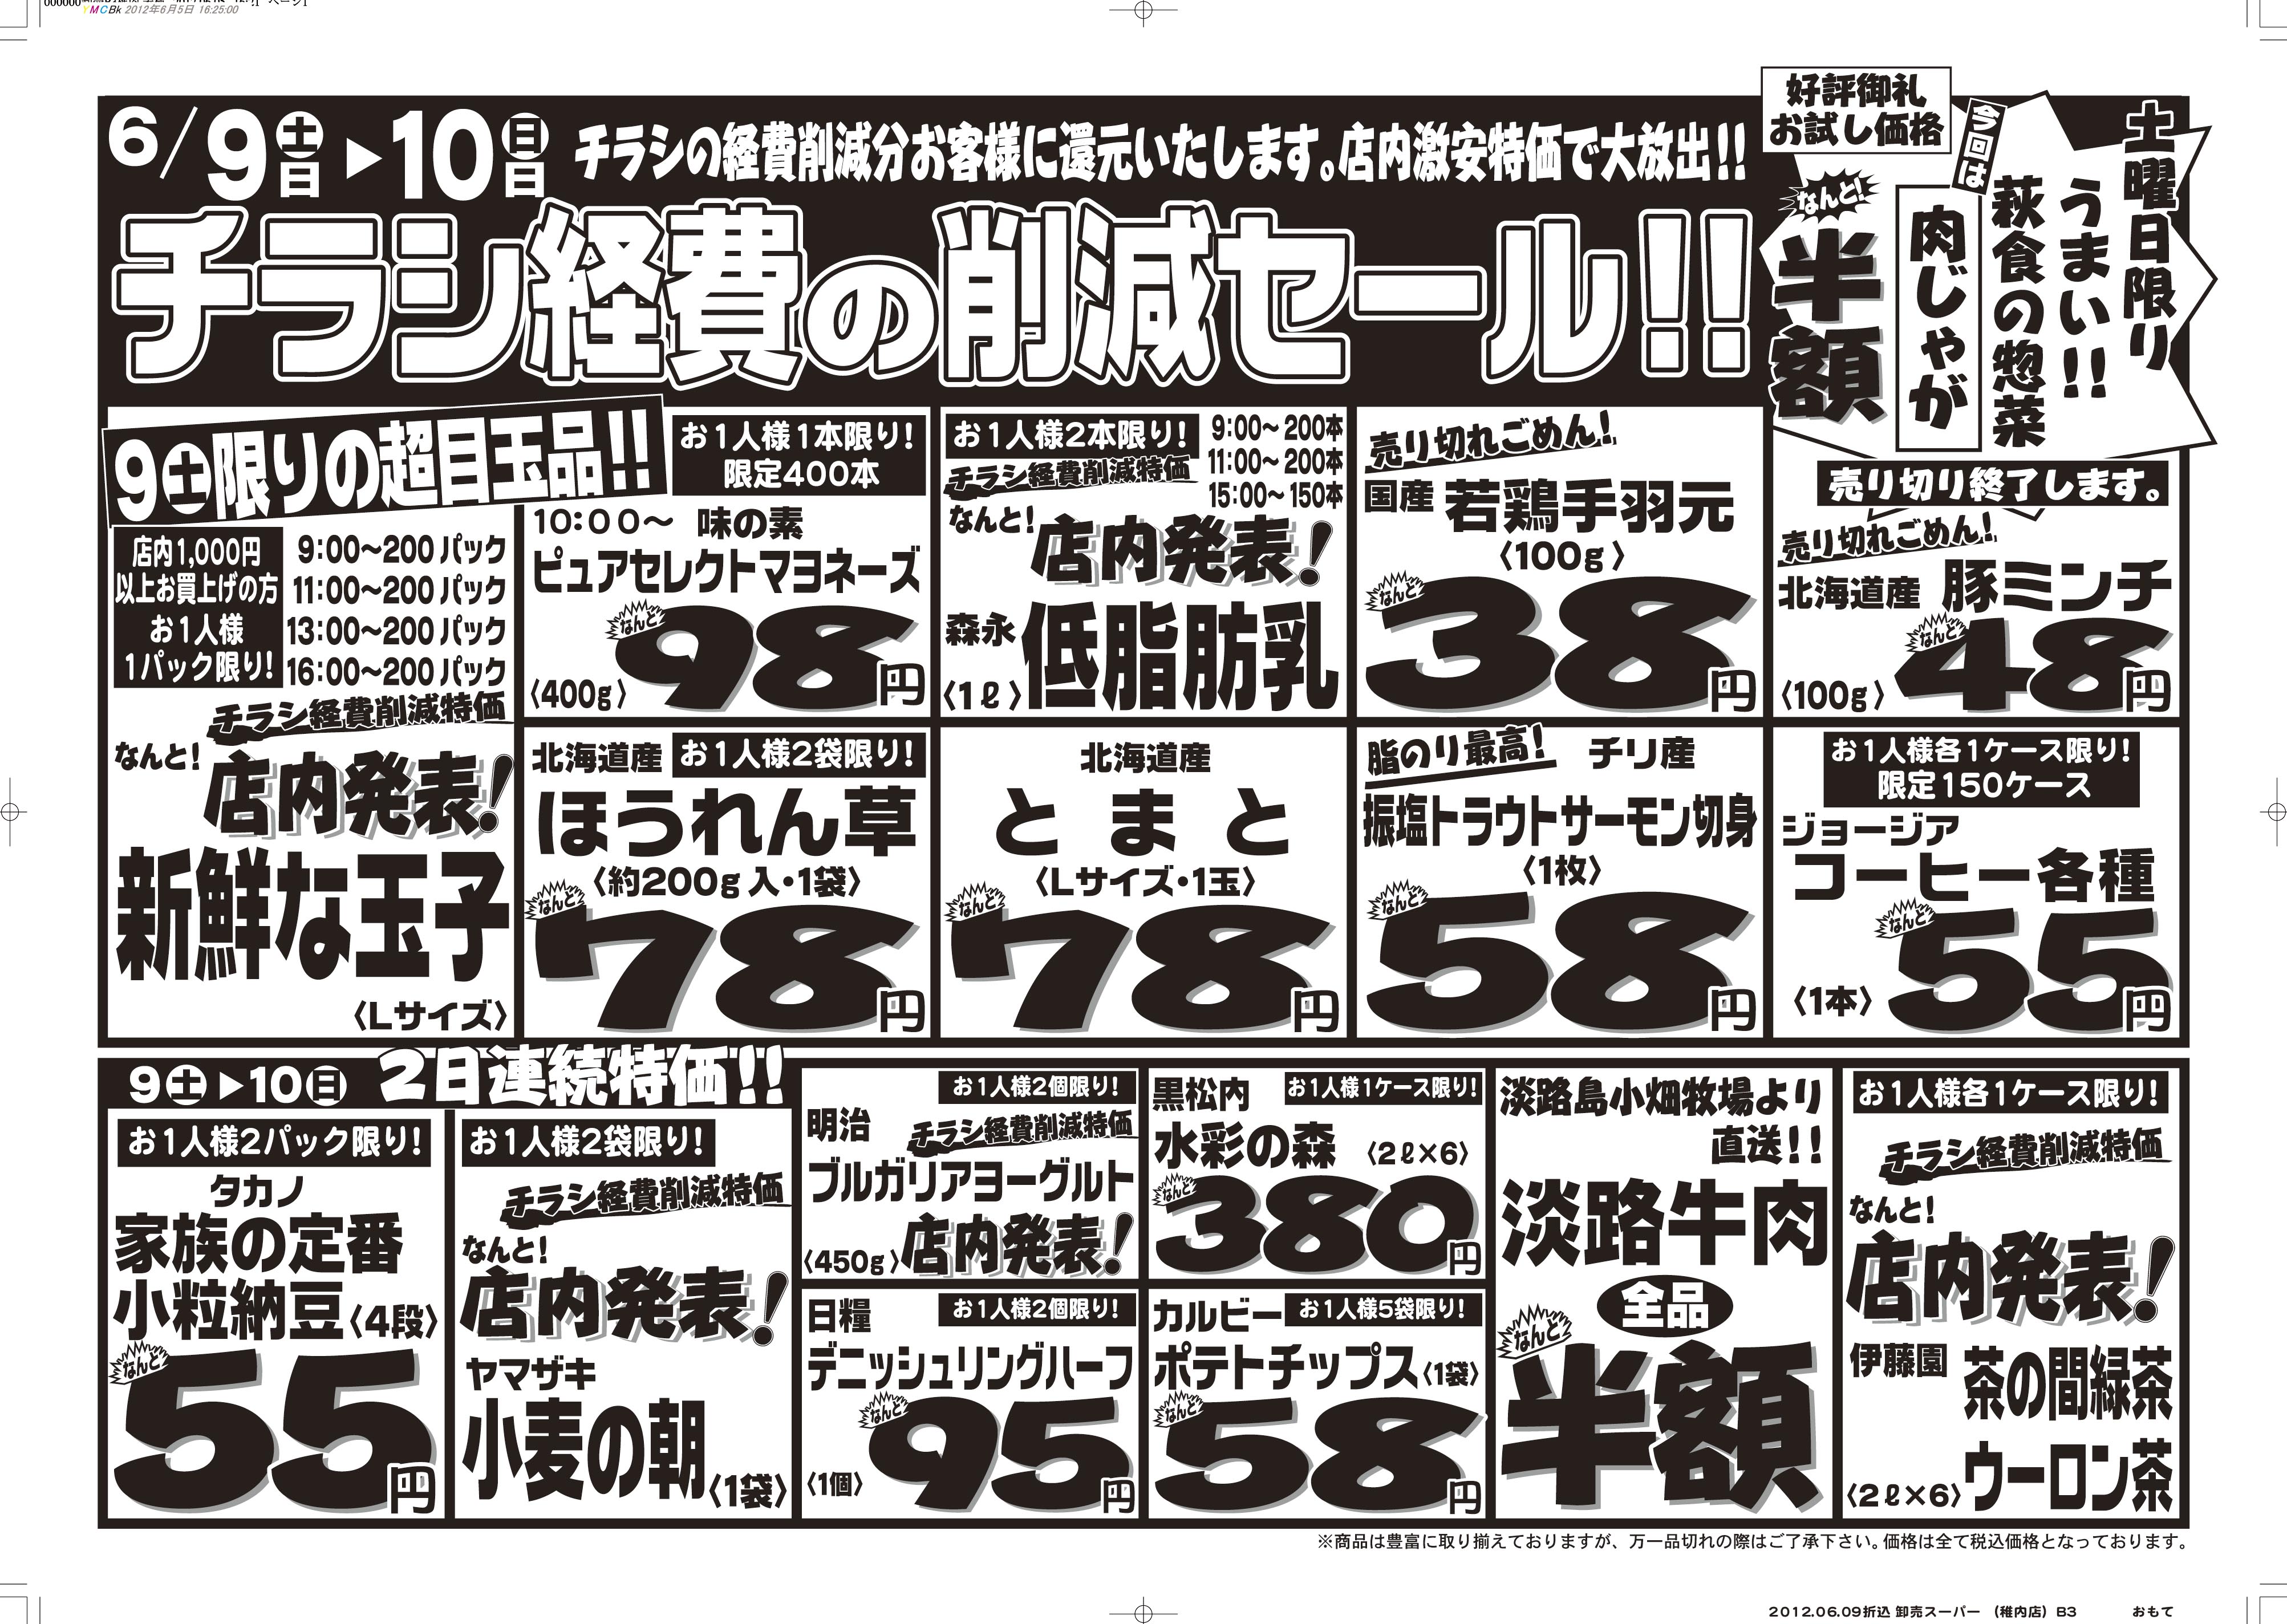 YMCBk 2012年6月5日 16:25:00
6/9土日▶10日日
チラシの経費削減分お客様に還元いたします。店内激安特価で大放出!!
チラシ経費の削減セール!!
好評御礼
お試し価格
土曜日限り
うまい!!
萩食の惣菜
今回は
肉じゃが
なんと!
半額
売り切り終了します。
9土限りの超目玉品!!
店内1,000円
以上お買上げの方
お1人様
1パック限り!
9:00〜200パック
11:00〜200パック
13:00〜200パック
16:00〜200パック
チラシ経費削減特価
なんと!
店内発表!
新鮮な玉子
〈Lサイズ〉
お1人様1本限り!
限定400本
10:00〜 味の素
ピュアセレクトマヨネーズ
〈400g〉
なんと
98円
お1人様2本限り!
9:00〜200本
11:00〜200本
15:00〜150本
チラシ経費削減特価
なんと!
店内発表!
森永 低脂肪乳
〈1ℓ〉
売り切れごめん!
国産 若鶏手羽元
〈100g〉
なんと
38円
売り切れごめん!
北海道産 豚ミンチ
〈100g〉
なんと
48円
北海道産 お1人様2袋限り!
ほうれん草
〈約200g入・1袋〉
なんと
78円
北海道産
とまと
〈Lサイズ・1玉〉
なんと
78円
脂のり最高! チリ産
振塩トラウトサーモン切身
〈1枚〉
なんと
58円
お1人様各1ケース限り!
限定150ケース
ジョージア
コーヒー各種
〈1本〉
なんと
55円
9土▶10日 2日連続特価!!
お1人様2パック限り!
タカノ
家族の定番
小粒納豆〈4段〉
なんと
55円
お1人様2袋限り!
チラシ経費削減特価
なんと!
店内発表!
ヤマザキ
小麦の朝
〈1袋〉
お1人様2個限り!
明治
チラシ経費削減特価
ブルガリアヨーグルト
〈450g〉
店内発表!
日糧 お1人様2個限り!
デニッシュリングハーフ
〈1個〉
なんと
95円
黒松内 お1人様1ケース限り!
水彩の森 〈2ℓ×6〉
なんと
380円
カルビー お1人様5袋限り!
ポテトチップス〈1袋〉
なんと
58円
淡路島小畑牧場より
直送!!
淡路牛肉
全品
なんと
半額
お1人様各1ケース限り!
チラシ経費削減特価
なんと!
店内発表!
伊藤園 茶の間緑茶
〈2ℓ×6〉ウーロン茶
※商品は豊富に取り揃えておりますが、万一品切れの際はご了承下さい。価格は全て税込価格となっております。
2012.06.09折込 卸売スーパー (稚内店) B3 おもて